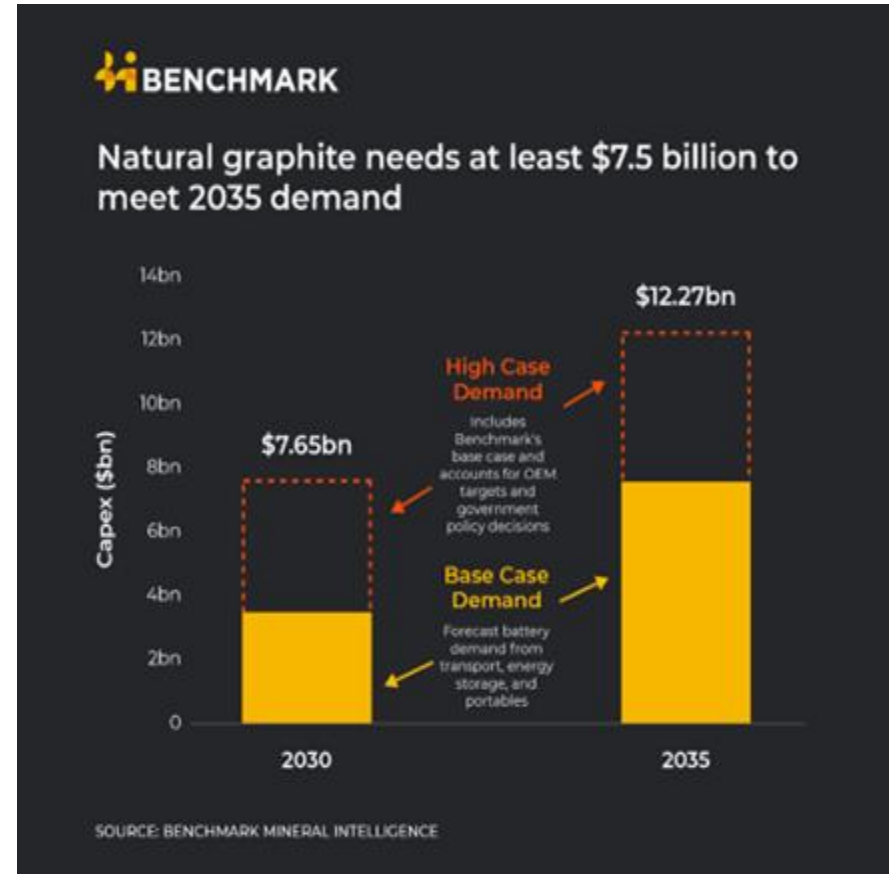 BENCHMARK
Natural graphite needs at least $7.5 billion to
meet 2035 demand
14bn
12bn
10bn
8bn
6bn
4bn
2bn
0
Capex ($bn)
$7.65bn
$12.27bn
High Case
Demand
Includes
Benchmark's
base case and
accounts for OEM
targets and
government
policy decisions
Base Case
Demand
Forecast battery
demand from
transport, energy
storage, and
portables
2030
2035
SOURCE: BENCHMARK MINERAL INTELLIGENCE